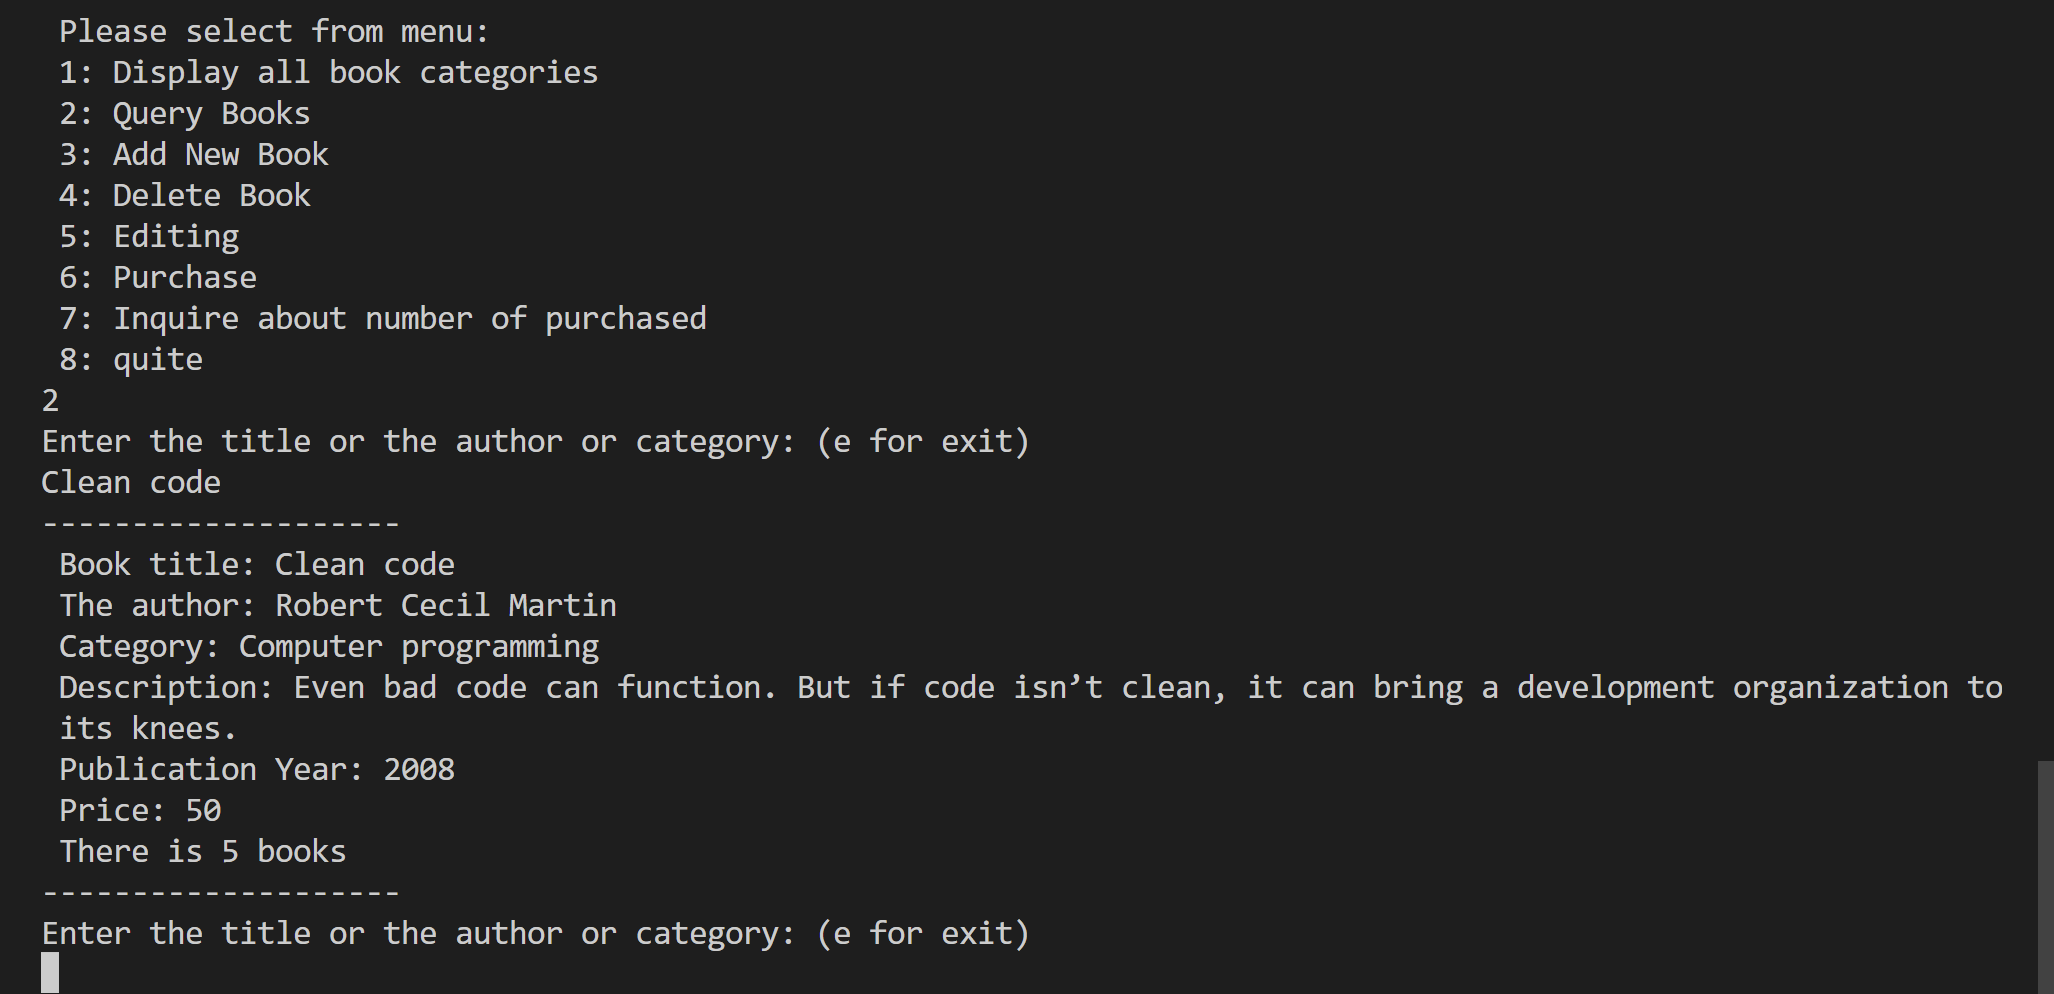 Please select from menu:
1: Display all book categories
2: Query Books
3: Add New Book
4: Delete Book
5: Editing
6: Purchase
7: Inquire about number of purchased
8: quite
2
Enter the title or the author or category: (e for exit)
Clean code
--------------------
Book title: Clean code
The author: Robert Cecil Martin
Category: Computer programming
Description: Even bad code can function. But if code isn’t clean, it can bring a development organization to
its knees.
Publication Year: 2008
Price: 50
There is 5 books
--------------------
Enter the title or the author or category: (e for exit)